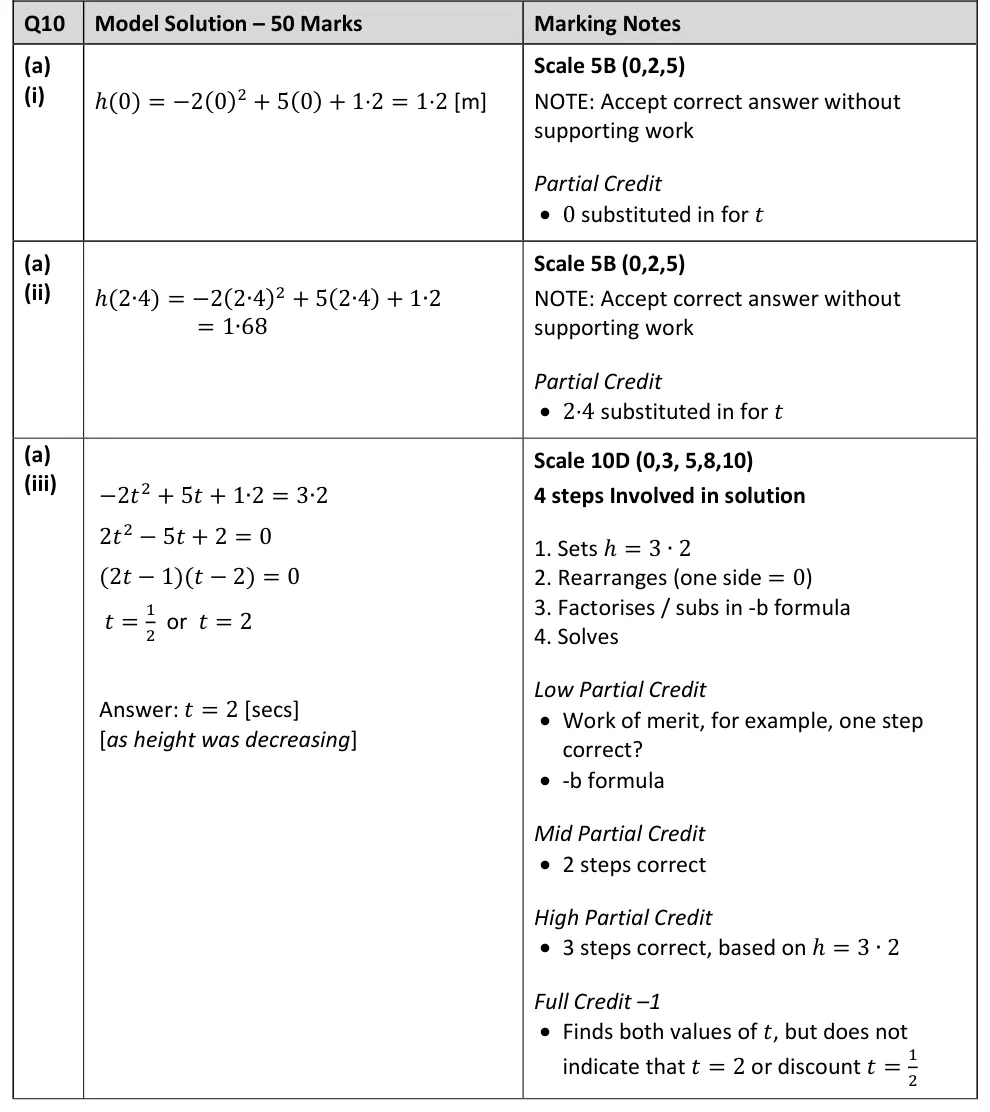 Q10 Model Solution – 50 Marks Marking Notes
(a)
(i)
h(0) = −2(0)² + 5(0) + 1·2 = 1·2 [m]
Scale 5B (0,2,5)
NOTE: Accept correct answer without
supporting work
Partial Credit
• 0 substituted in for t
(a)
(ii)
h(2·4) = −2(2·4)² + 5(2·4) + 1·2
= 1·68
Scale 5B (0,2,5)
NOTE: Accept correct answer without
supporting work
Partial Credit
• 2·4 substituted in for t
(a)
(iii)
−2t² + 5t + 1·2 = 3·2
2t² − 5t + 2 = 0
(2t − 1)(t − 2) = 0
t = 1/2 or t = 2
Answer: t = 2 [secs]
[as height was decreasing]
Scale 10D (0,3, 5,8,10)
4 steps Involved in solution
1. Sets h = 3 · 2
2. Rearranges (one side = 0)
3. Factorises / subs in -b formula
4. Solves
Low Partial Credit
• Work of merit, for example, one step
correct?
• -b formula
Mid Partial Credit
• 2 steps correct
High Partial Credit
• 3 steps correct, based on h = 3 · 2
Full Credit –1
• Finds both values of t, but does not
indicate that t = 2 or discount t = 1/2